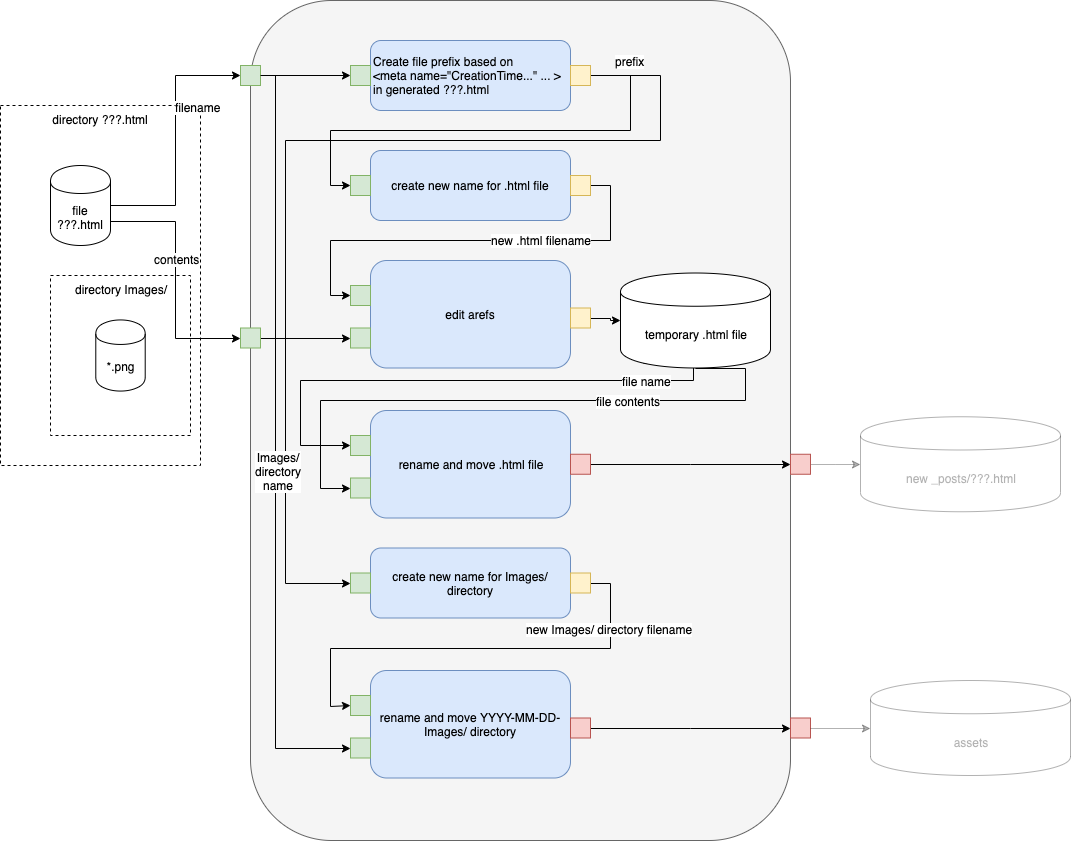 Create file prefix based on
<meta name="CreationTime..." ... >
in generated ???.html
prefix
filename
directory ???.html
file
???.html
create new name for .html file
new .html filename
contents
directory Images/
*.png
edit arefs
temporary .html file
file name
file contents
Images/
directory
name
rename and move .html file
new _posts/???.html
create new name for Images/
directory
new Images/ directory filename
rename and move YYYY-MM-DD-
Images/ directory
assets